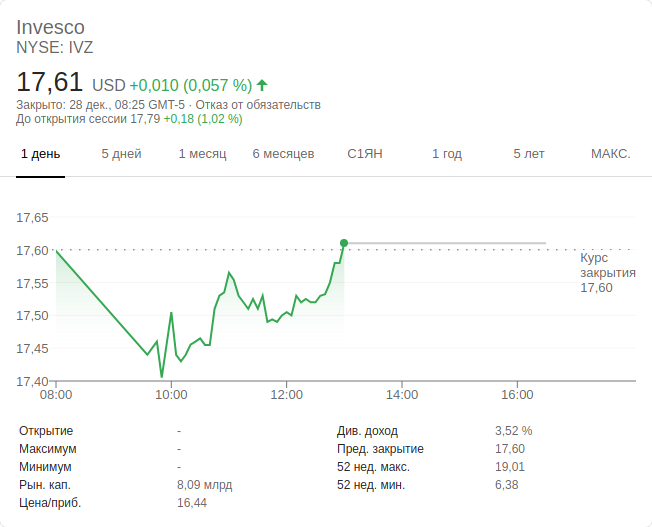 Invesco
NYSE: IVZ
17,61 USD +0,010 (0,057 %)
Закрыто: 28 дек., 08:25 GMT-5 · Отказ от обязательств
До открытия сессии 17,79 +0,18 (1,02 %)
1 день 5 дней 1 месяц 6 месяцев С1ЯН 1 год 5 лет МАКС.
17,65
17,60
Курс
закрытия
17,60
17,55
17,50
17,45
17,40
08:00 10:00 12:00 14:00 16:00
Открытие - Див. доход 3,52 %
Максимум - Пред. закрытие 17,60
Минимум - 52 нед. макс. 19,01
Рын. кап. 8,09 млрд 52 нед. мин. 6,38
Цена/приб. 16,44